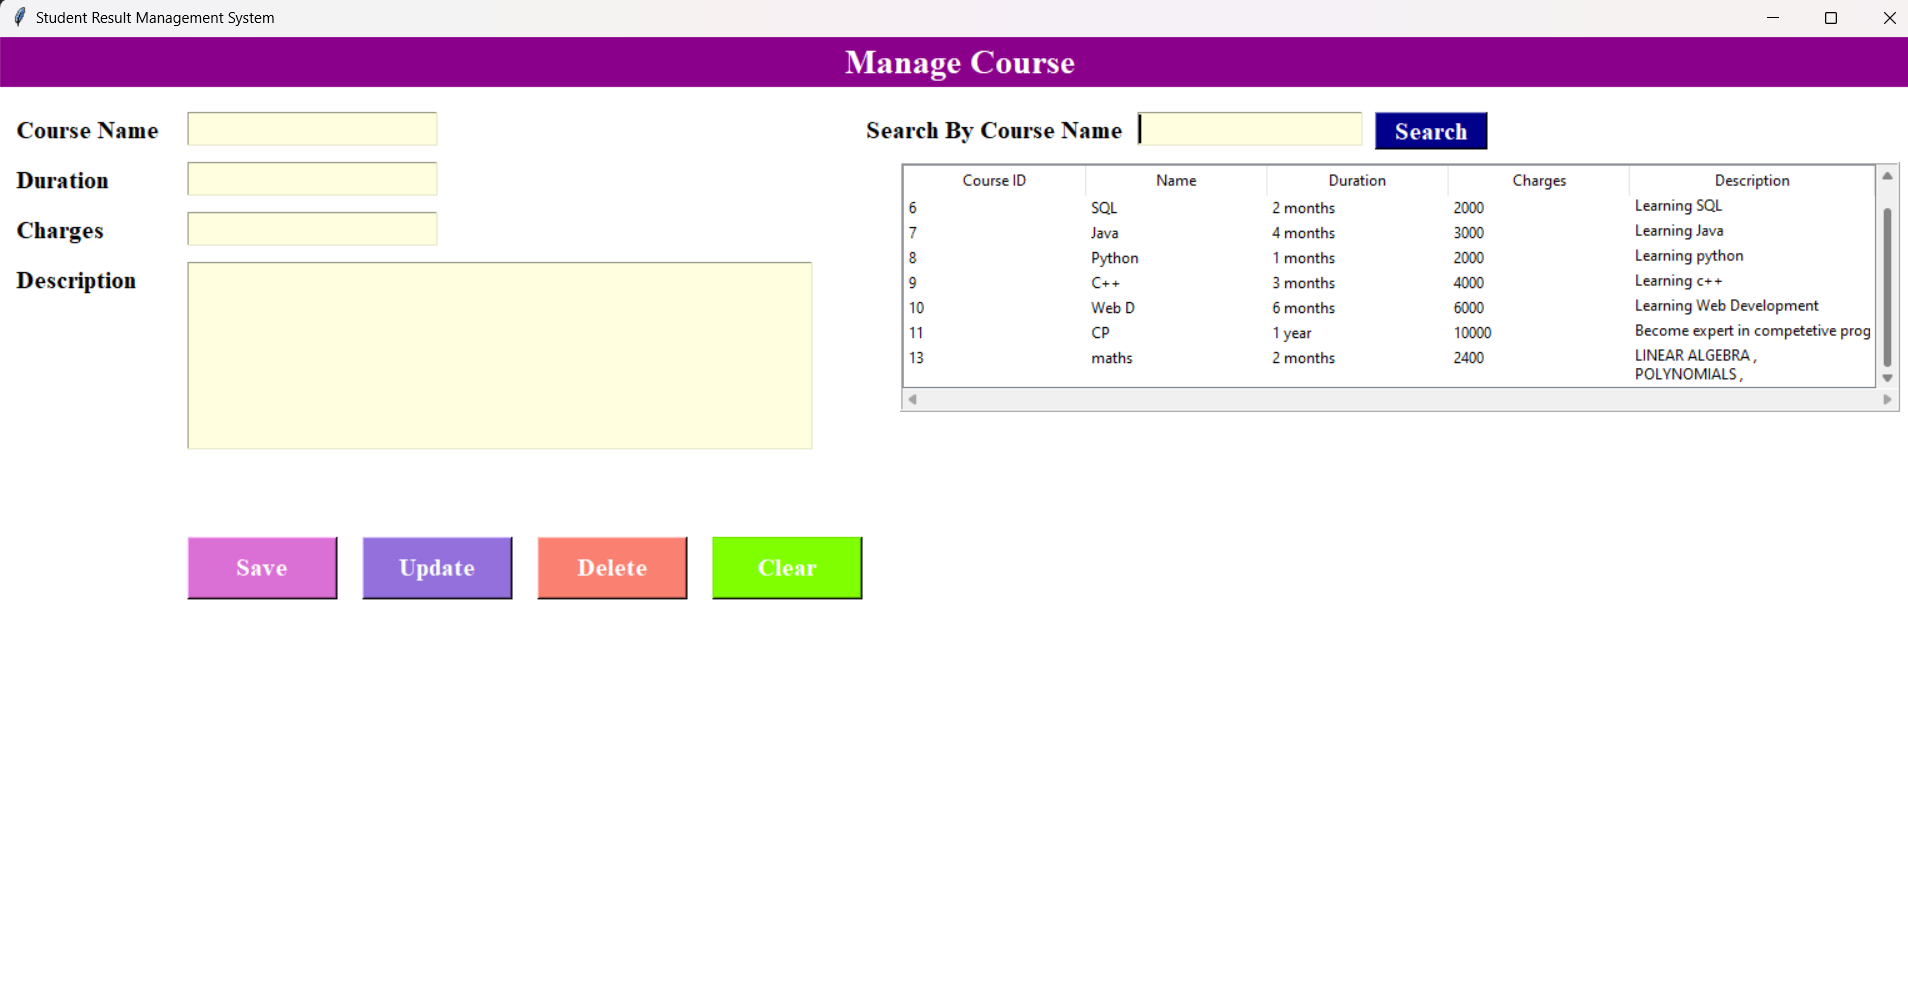 Student Result Management System
Manage Course
Course Name
Duration
Charges
Description
Save Update Delete Clear
Search By Course Name Search
Course ID Name Duration Charges Description
6 SQL 2 months 2000 Learning SQL
7 Java 4 months 3000 Learning Java
8 Python 1 months 2000 Learning python
9 C++ 3 months 4000 Learning c++
10 Web D 6 months 6000 Learning Web Development
11 CP 1 year 10000 Become expert in competetive prog
13 maths 2 months 2400 LINEAR ALGEBRA ,
POLYNOMIALS ,